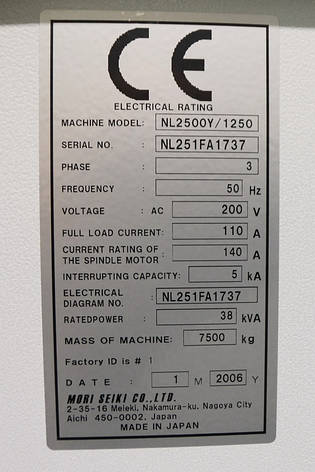 CE
ELECTRICAL RATING
MACHINE MODEL: NL2500Y/1250
SERIAL NO. : NL251FA1737
PHASE : 3
FREQUENCY : 50 Hz
VOLTAGE : AC 200 V
FULL LOAD CURRENT: 110 A
CURRENT RATING OF
THE SPINDLE MOTOR : 140 A
INTERRUPTING CAPACITY: 5 kA
ELECTRICAL
DIAGRAM NO. : NL251FA1737
RATEDPOWER : 38 kVA
MASS OF MACHINE: 7500 kg
Factory ID is # 1
DATE : 1 M 2006 Y
MORI SEIKI CO.,LTD.
2-35-16 Meieki, Nakamura-ku, Nagoya City
Aichi 450-0002, Japan
MADE IN JAPAN